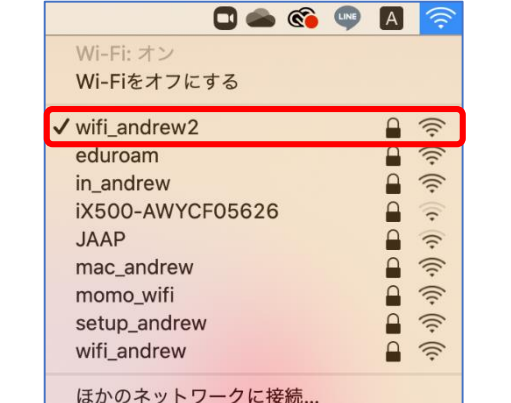 LINE
A
Wi-Fi: オン
Wi-Fiをオフにする
✓ wifi_andrew2
eduroam
in_andrew
iX500-AWYCF05626
JAAP
mac_andrew
momo_wifi
setup_andrew
wifi_andrew
ほかのネットワークに接続...